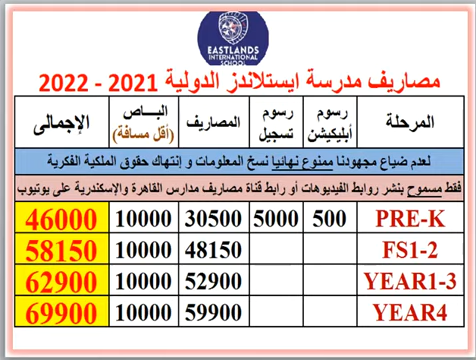 EASTLANDS
INTERNATIONAL
SCHOOL
مصاريف مدرسة ايستلاندز الدولية 2021 - 2022
المرحلة رسوم أبليكيشن رسوم تسجيل المصاريف البـــاص (أقل مسافة) الإجمالى
لعدم ضياع مجهودنا ممنوع نهائيا نسخ المعلومات و إنتهاك حقوق الملكية الفكرية
فقط مسموح بنشر روابط الفيديوهات أو رابط قناة مصاريف مدارس القاهرة والإسكندرية على يوتيوب
PRE-K 500 5000 30500 10000 46000
FS1-2 48150 10000 58150
YEAR1-3 52900 10000 62900
YEAR4 59900 10000 69900